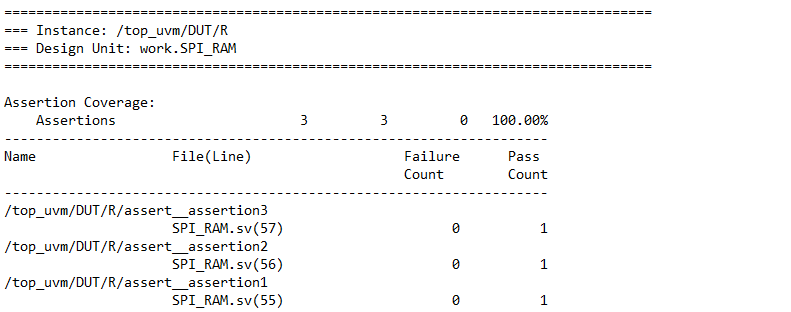 ===================================================================================
=== Instance: /top_uvm/DUT/R
=== Design Unit: work.SPI_RAM
===================================================================================
Assertion Coverage:
Assertions 3 3 0 100.00%
----------------------------------------------------------------------
Name File(Line) Failure Pass
Count Count
----------------------------------------------------------------------
/top_uvm/DUT/R/assert__assertion3
SPI_RAM.sv(57) 0 1
/top_uvm/DUT/R/assert__assertion2
SPI_RAM.sv(56) 0 1
/top_uvm/DUT/R/assert__assertion1
SPI_RAM.sv(55) 0 1